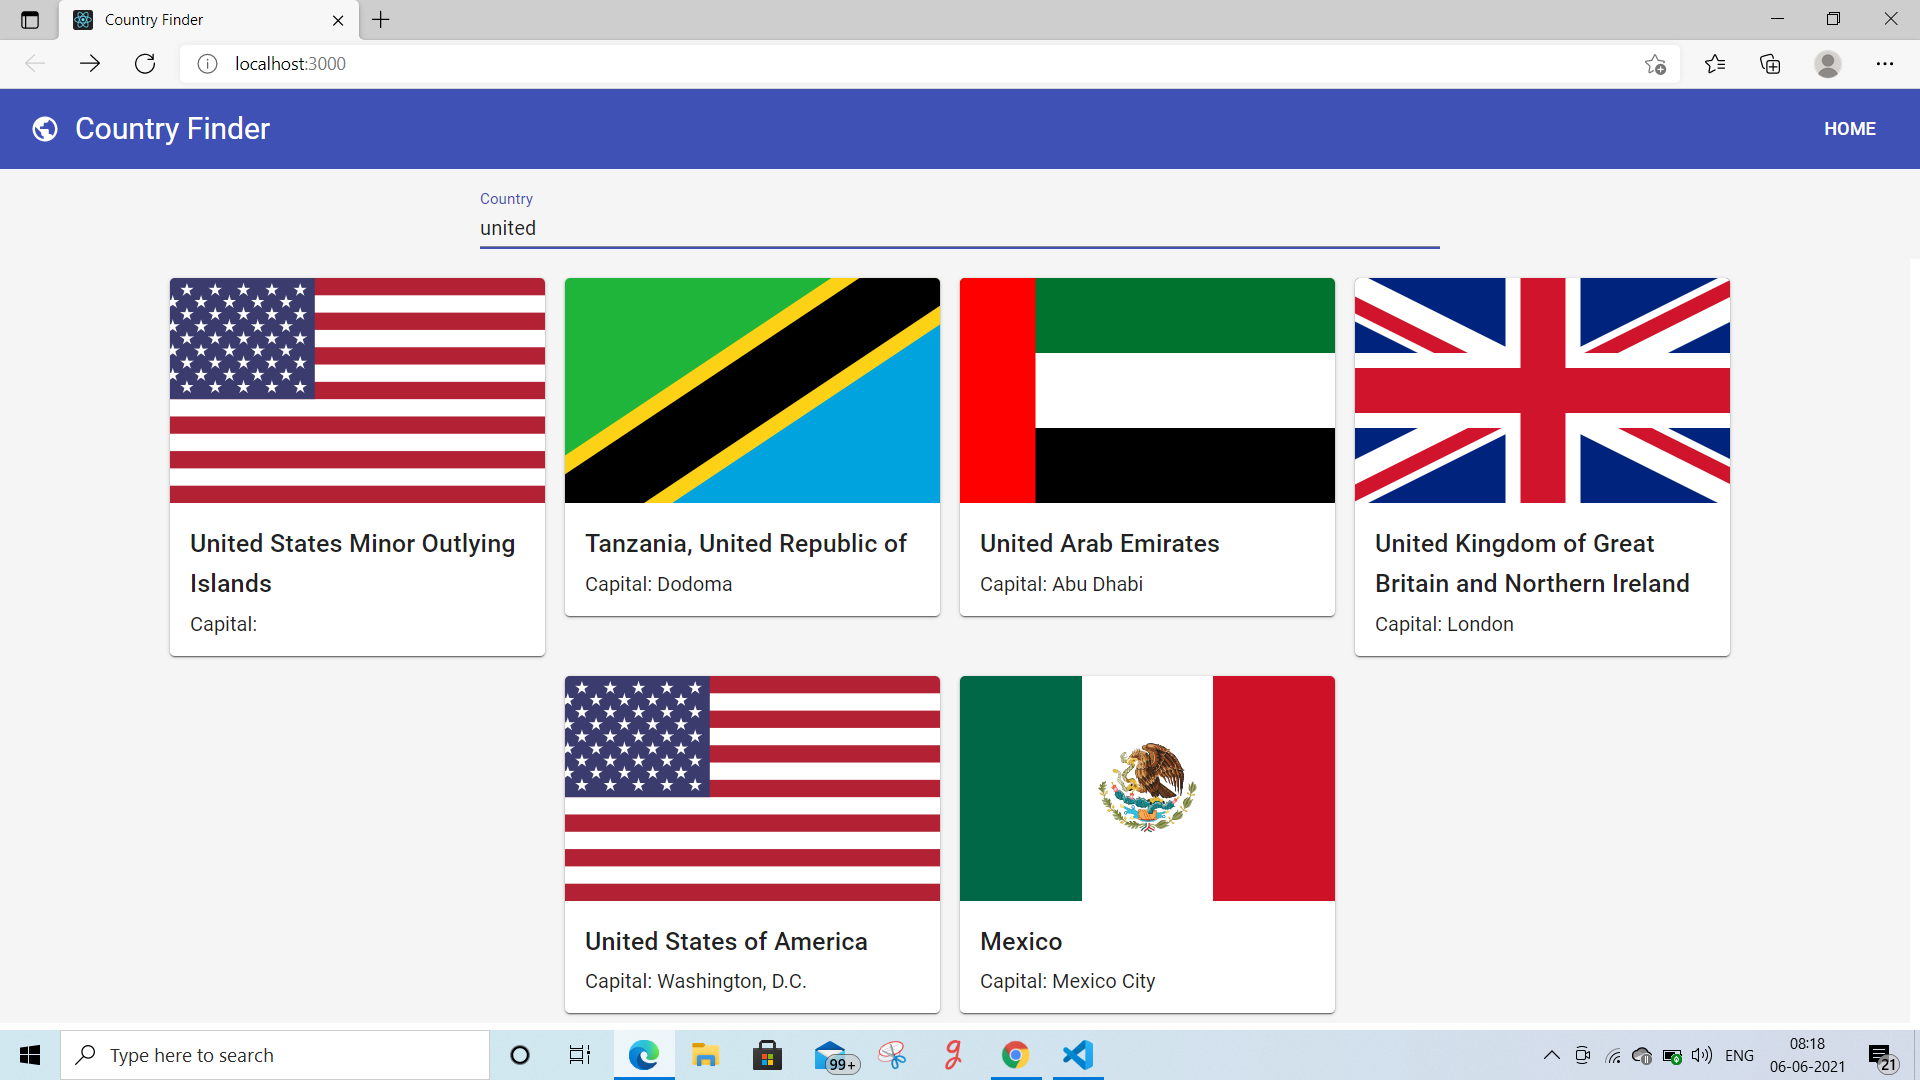 Country Finder
localhost:3000
Country Finder
HOME
Country
united
United States Minor Outlying
Islands
Capital:
Tanzania, United Republic of
Capital: Dodoma
United Arab Emirates
Capital: Abu Dhabi
United Kingdom of Great
Britain and Northern Ireland
Capital: London
United States of America
Capital: Washington, D.C.
Mexico
Capital: Mexico City
Type here to search
99+
g
ENG
08:18
06-06-2021
21